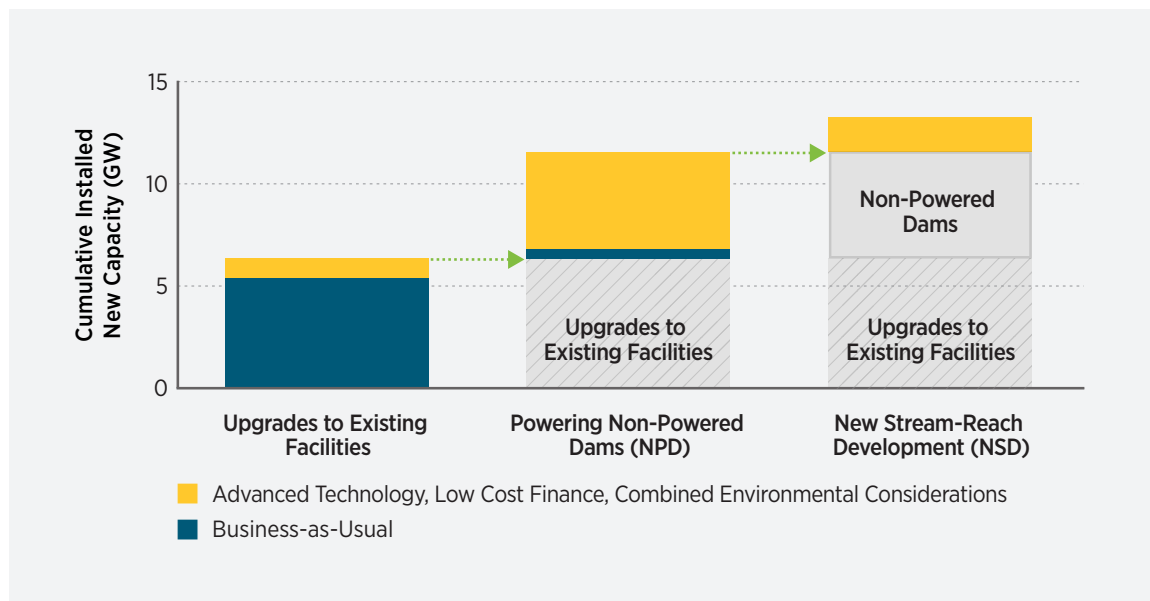 Cumulative Installed
New Capacity (GW)
15
10
5
0
Non-Powered
Dams
Upgrades to
Existing Facilities
Upgrades to
Existing Facilities
Upgrades to Existing
Facilities
Powering Non-Powered
Dams (NPD)
New Stream-Reach
Development (NSD)
Advanced Technology, Low Cost Finance, Combined Environmental Considerations
Business-as-Usual